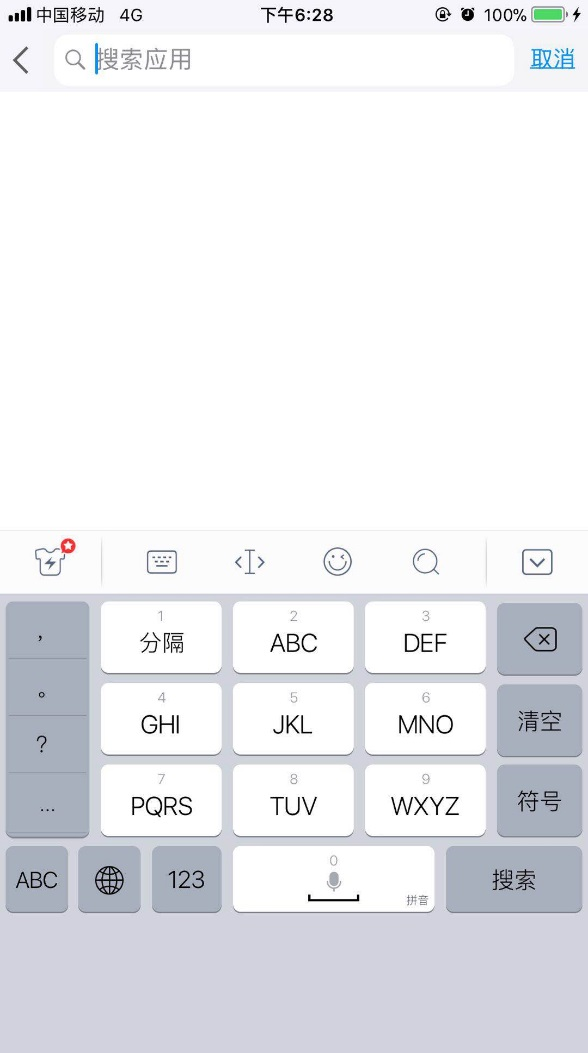 中国移动 4G 下午6:28 100%
搜索应用 取消
, 1 2 3
分隔 ABC DEF
。 4 5 6
? GHI JKL MNO 清空
7 8 9
... PQRS TUV WXYZ 符号
ABC 123 0 拼音 搜索